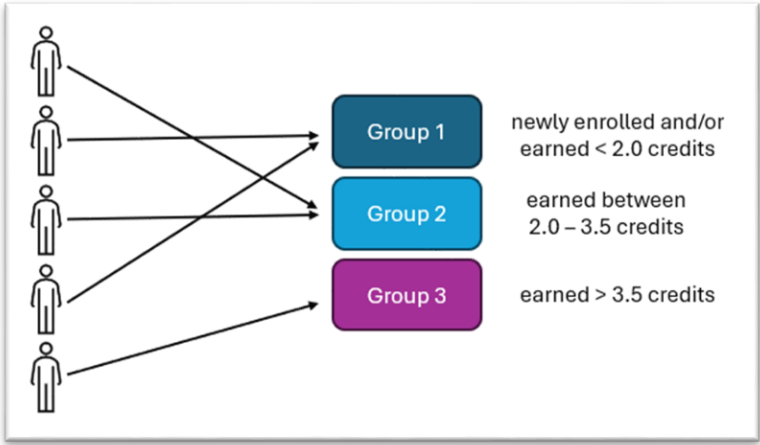 Group 1
newly enrolled and/or
earned < 2.0 credits
Group 2
earned between
2.0 – 3.5 credits
Group 3
earned > 3.5 credits